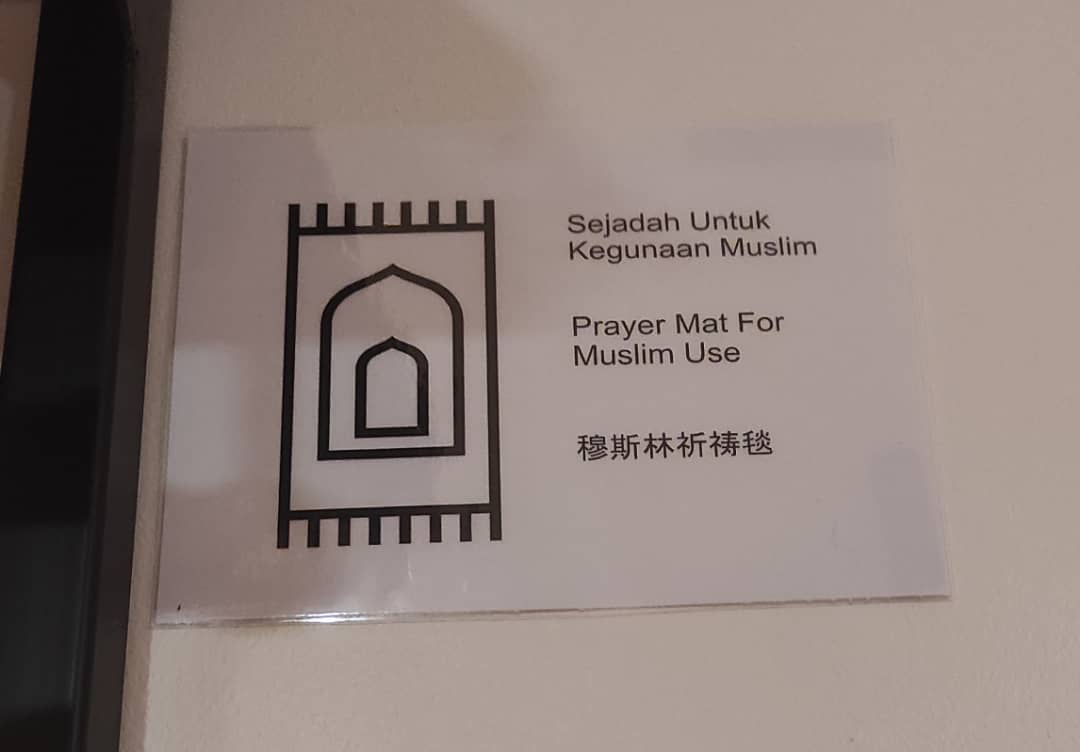 Sejadah Untuk
Kegunaan Muslim
Prayer Mat For
Muslim Use
穆斯林祈祷毯